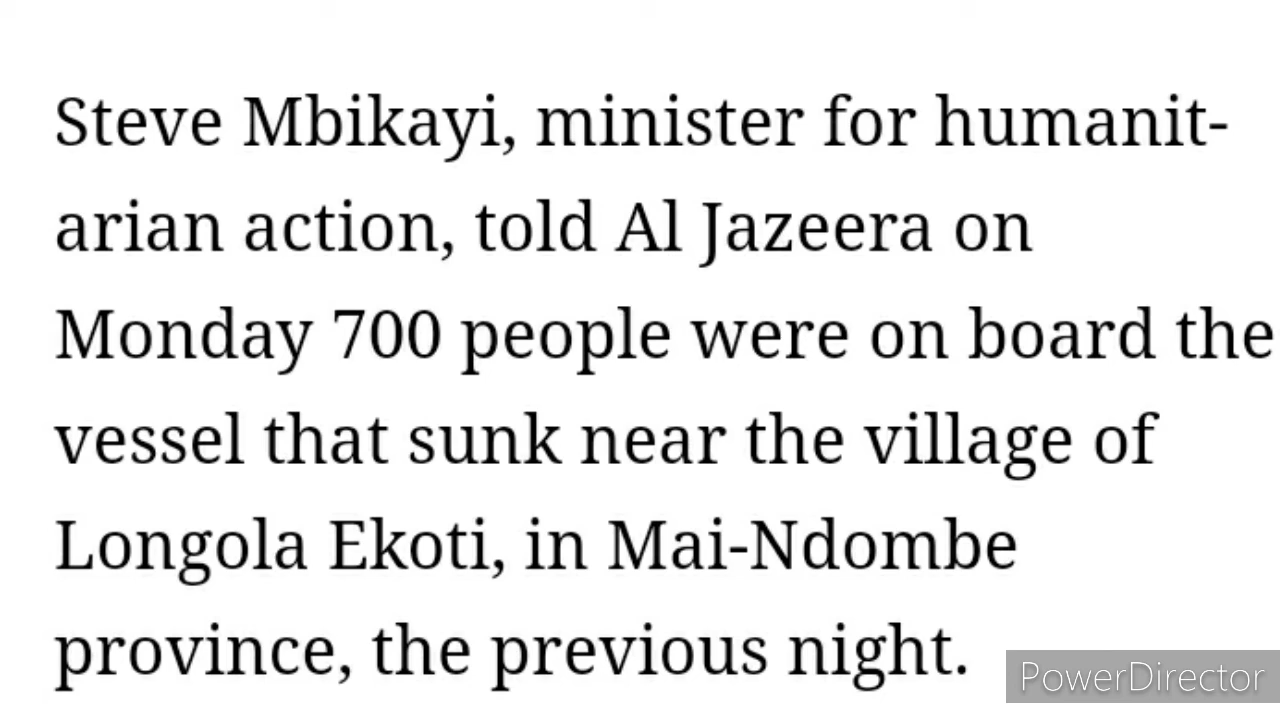 Steve Mbikayi, minister for humanit-
arian action, told Al Jazeera on
Monday 700 people were on board the
vessel that sunk near the village of
Longola Ekoti, in Mai-Ndombe
province, the previous night.
PowerDirector